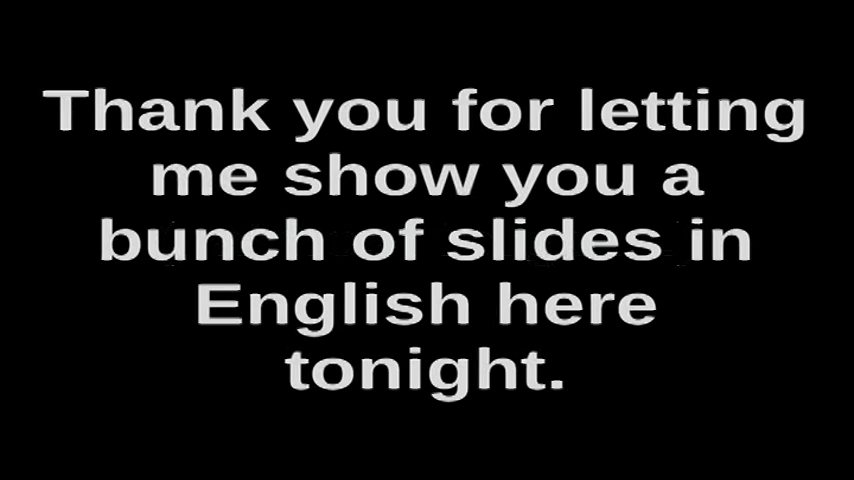 Thank you for letting
me show you a
bunch of slides in
English here
tonight.